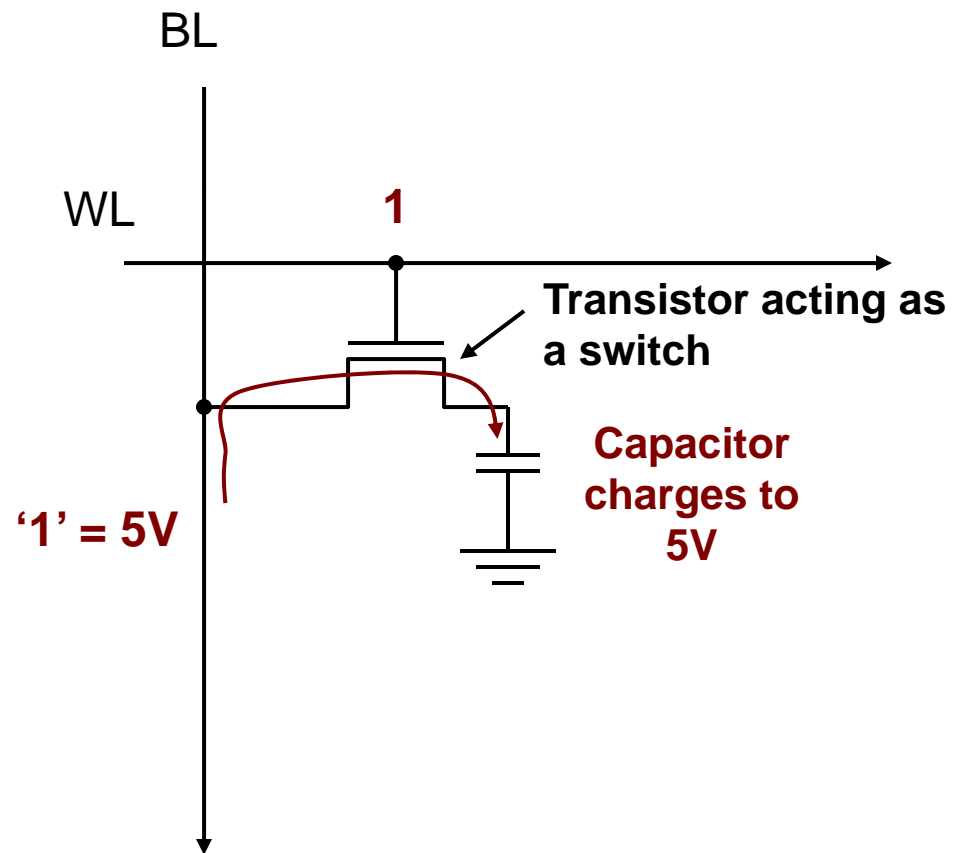 BL
WL
1
Transistor acting as
a switch
Capacitor
charges to
5V
‘1’ = 5V